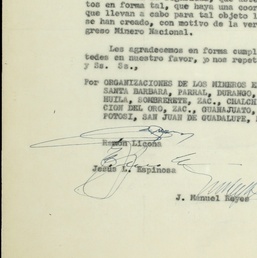 tos en forma tal, que haya una coor
que llevan a cabo para tal objeto l
se han creado, con motivo de la ver
greso Minero Nacional.
Les agradecemos en forma cumpl
tedes en nuestro favor, ¡o nos repet
y Ss. Ss.,
Por ORGANIZACIONES DE LOS MINEROS E
SANTA BARBARA, PARRAL, DURANGO,
HUILA, SOMBRERETE, ZAC., CHALCH
CION DEL ORO, ZAC., GUANAJUATO,
POTOSI, SAN JUAN DE GUADALUPE,
Ramón Licona
Jesús L. Espinosa
J. Manuel Reyes